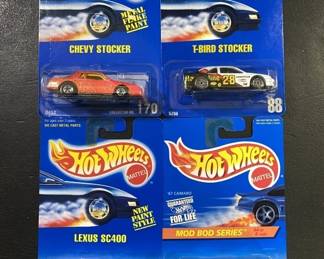 CHEVY STOCKER
METAL
FLAKE
PAINT
T-BIRD STOCKER
170
28
88
Hot Wheels
MATTEL
LEXUS SC400
NEW
PAINT
STYLE
Hot Wheels
MATTEL
'67 CAMARO
GUARANTEED
FOR LIFE
MOD BOD SERIES